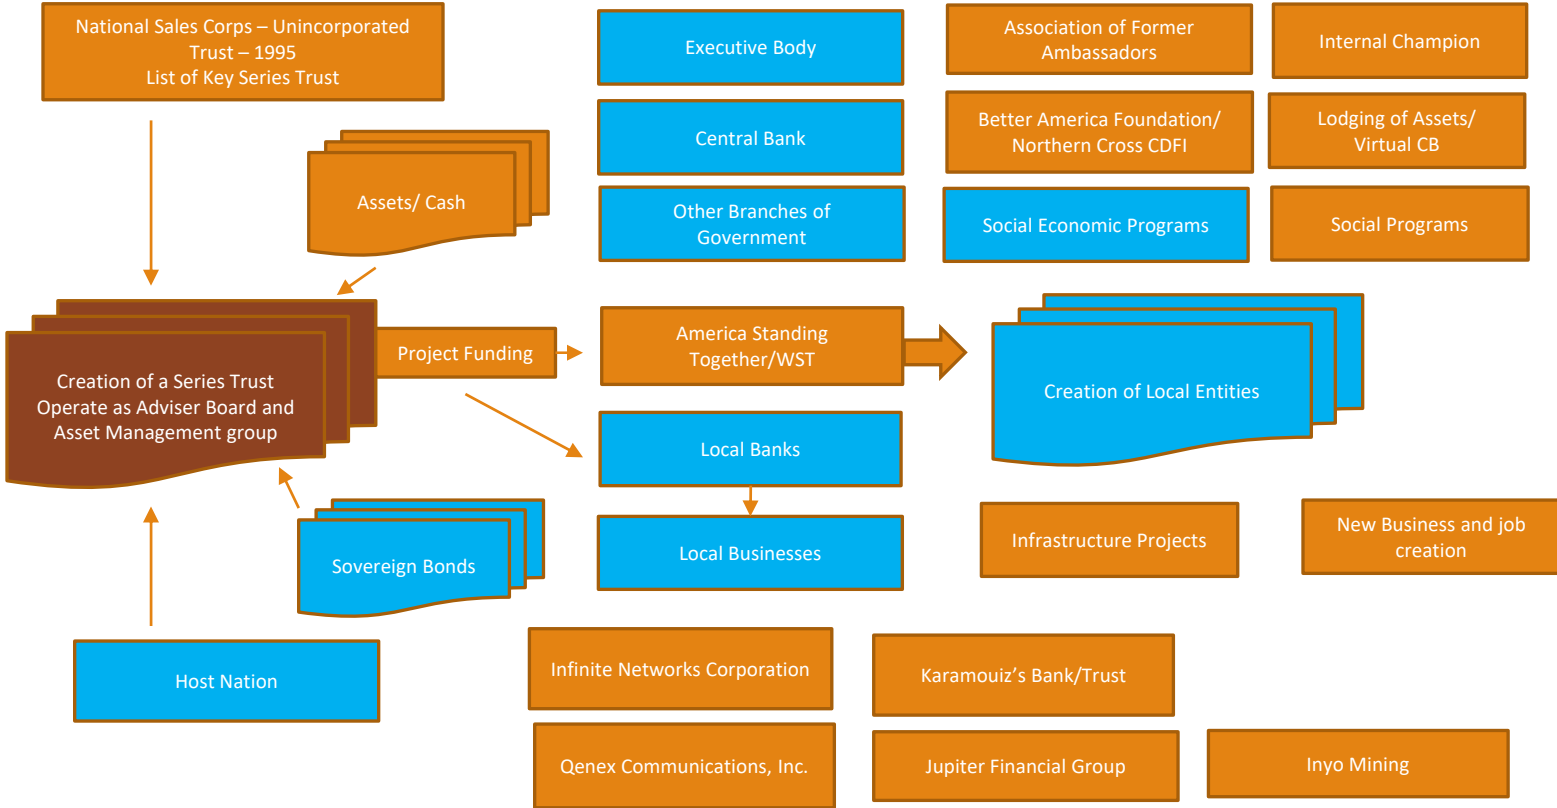 National Sales Corps – Unincorporated
Trust – 1995
List of Key Series Trust
Executive Body
Association of Former
Ambassadors
Internal Champion
Central Bank
Better America Foundation/
Northern Cross CDFI
Lodging of Assets/
Virtual CB
Assets/ Cash
Other Branches of
Government
Social Economic Programs
Social Programs
Creation of a Series Trust
Operate as Adviser Board and
Asset Management group
Project Funding
America Standing
Together/WST
Creation of Local Entities
Local Banks
Sovereign Bonds
Local Businesses
Infrastructure Projects
New Business and job
creation
Host Nation
Infinite Networks Corporation
Karamouiz’s Bank/Trust
Qenex Communications, Inc.
Jupiter Financial Group
Inyo Mining